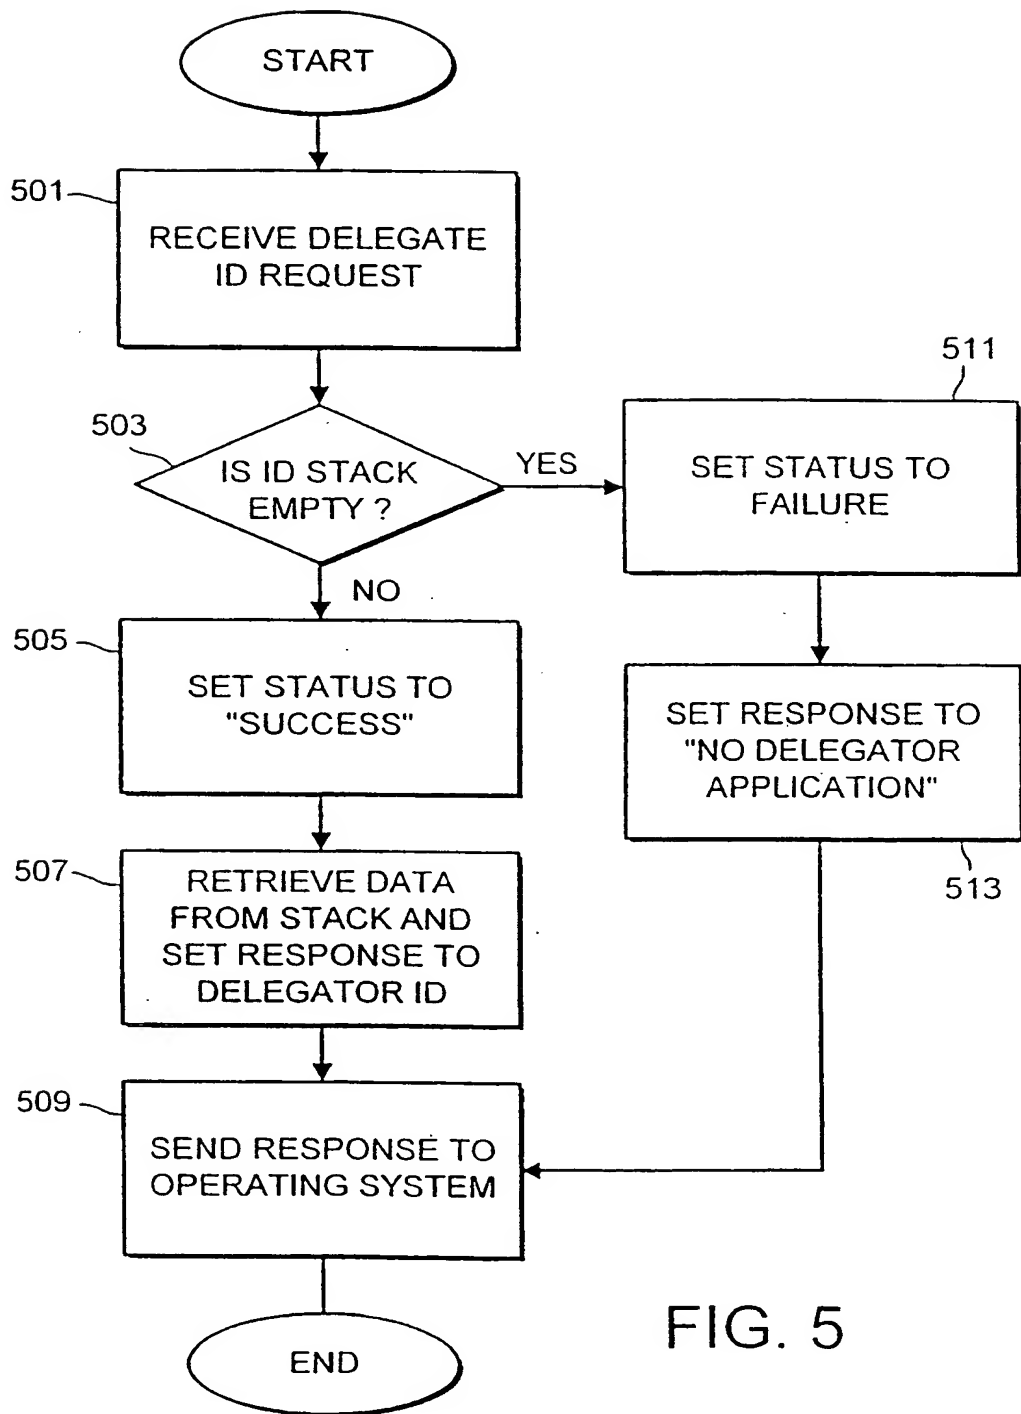 START
501
RECEIVE DELEGATE
ID REQUEST
503
IS ID STACK
EMPTY ?
YES
NO
511
SET STATUS TO
FAILURE
505
SET STATUS TO
"SUCCESS"
SET RESPONSE TO
"NO DELEGATOR
APPLICATION"
513
507
RETRIEVE DATA
FROM STACK AND
SET RESPONSE TO
DELEGATOR ID
509
SEND RESPONSE TO
OPERATING SYSTEM
END
FIG. 5